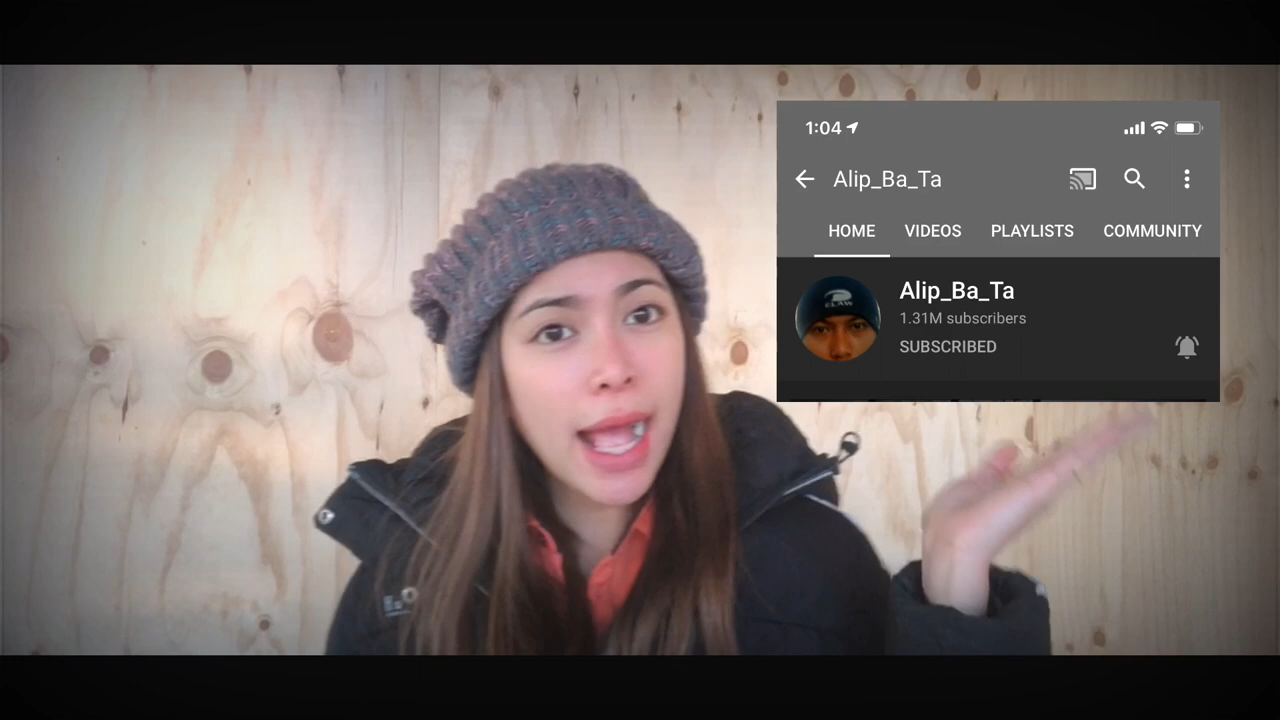 1:04
Alip_Ba_Ta
HOME VIDEOS PLAYLISTS COMMUNITY
Alip_Ba_Ta
1.31M subscribers
SUBSCRIBED